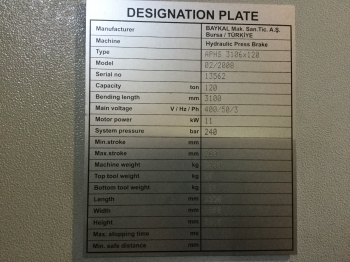 DESIGNATION PLATE
Manufacturer BAYKAL Mak. San.Tic. A.Ş.
Bursa / TÜRKİYE
Machine Hydraulic Press Brake
Type APHS 3106x120
Model 02/2008
Serial no 13562
Capacity ton 120
Bending length mm 3100
Main voltage V / Hz / Ph 400/50/3
Motor power kW 11
System pressure bar 240
Min.stroke mm
Max.stroke mm
Machine weight kg
Top tool weight kg
Bottom tool weight kg
Length mm
Width mm
Height mm
Max. stopping time ms
Min. safe distance mm